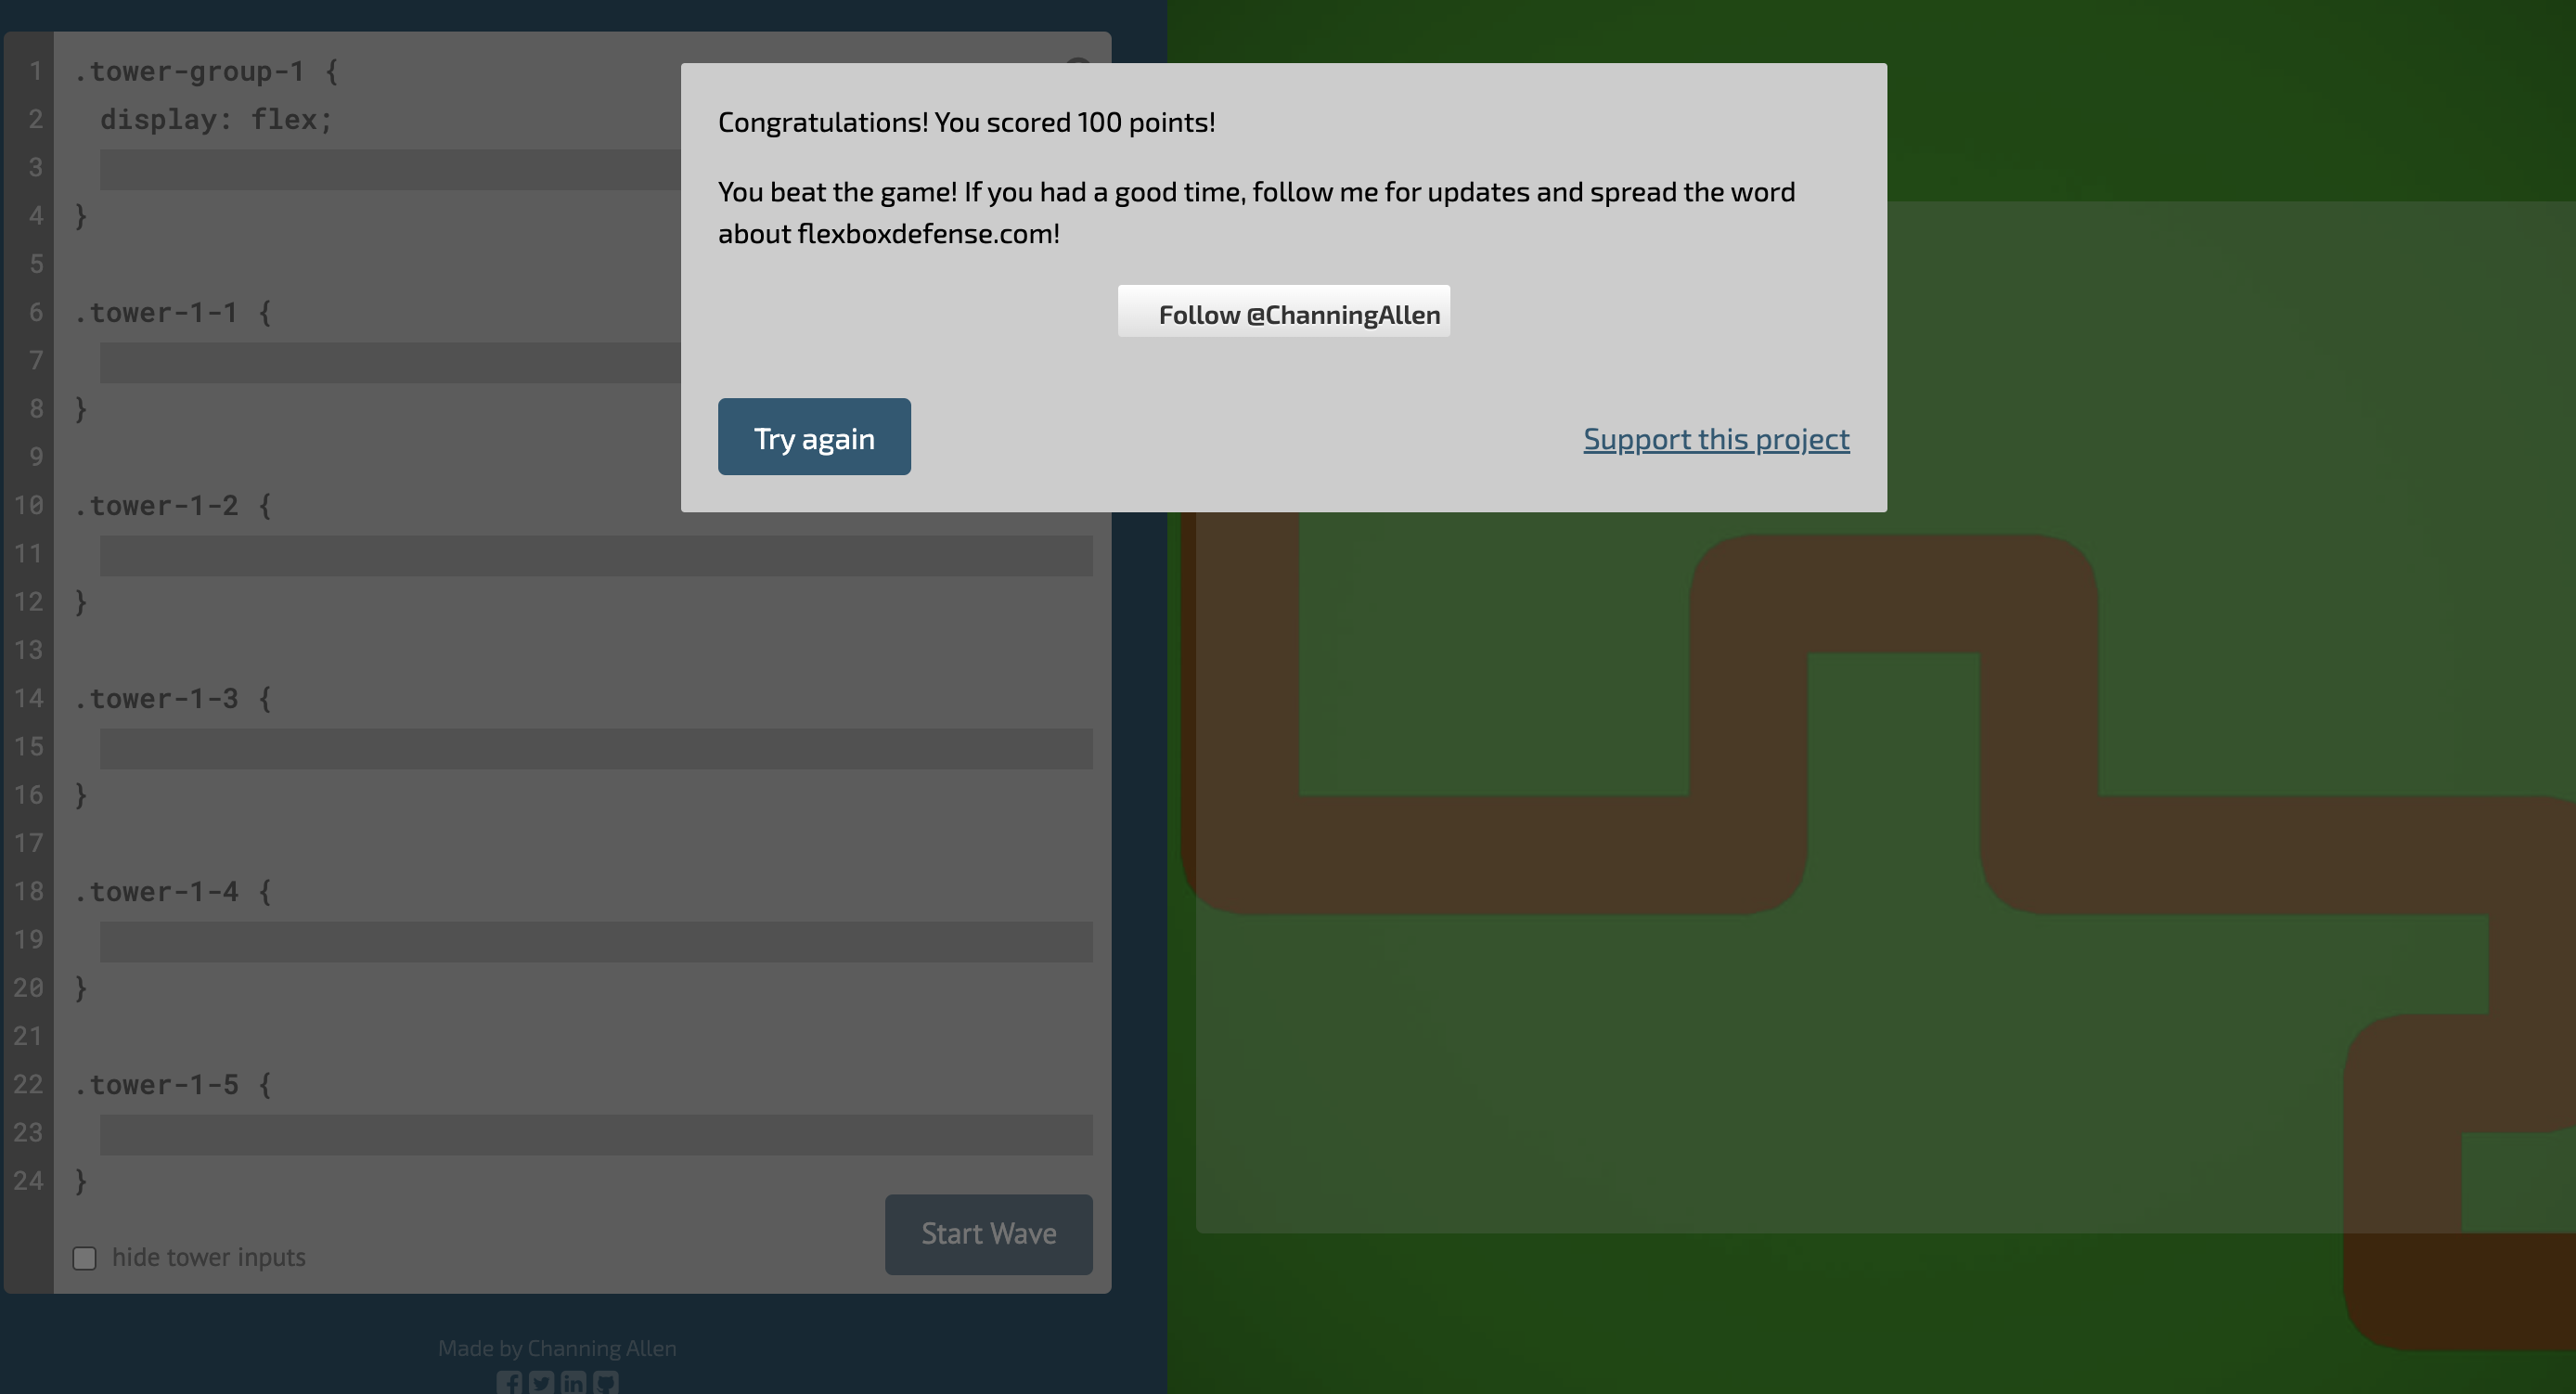 1 .tower-group-1 {
2 display: flex;
3
4 }
5
6 .tower-1-1 {
7
8 }
9
10 .tower-1-2 {
11
12 }
13
14 .tower-1-3 {
15
16 }
17
18 .tower-1-4 {
19
20 }
21
22 .tower-1-5 {
23
24 }
hide tower inputs
Start Wave
Made by Channing Allen
Congratulations! You scored 100 points!
You beat the game! If you had a good time, follow me for updates and spread the word
about flexboxdefense.com!
Follow @ChanningAllen
Try again
Support this project